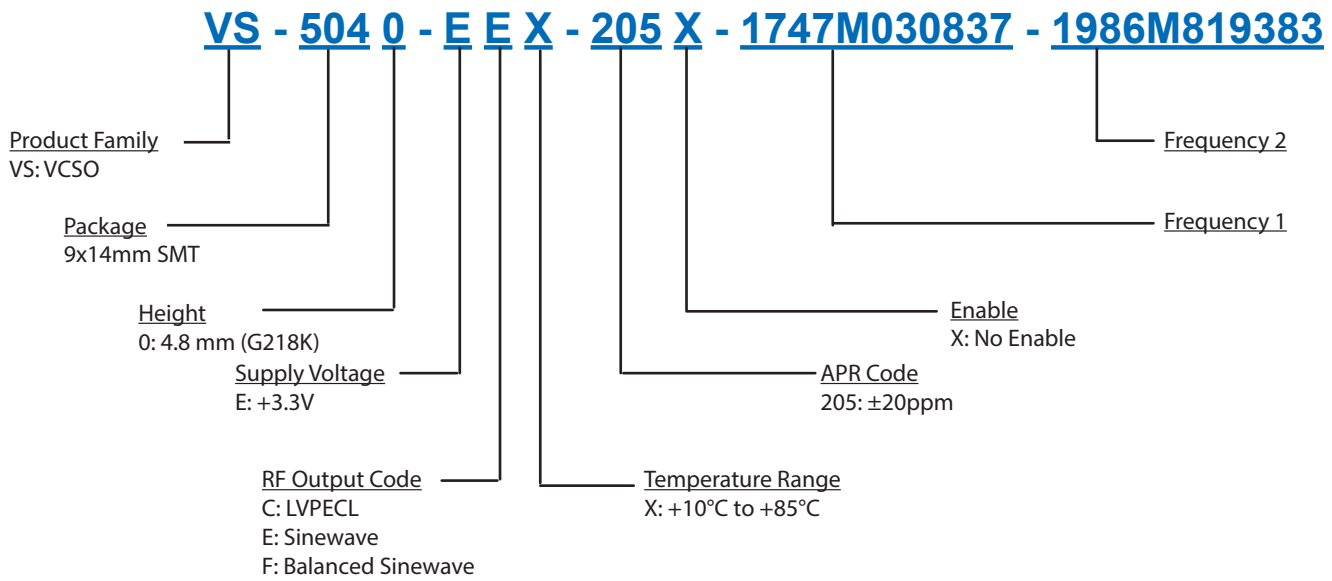 VS - 504 0 - E E X - 205 X - 1747M030837 - 1986M819383
Product Family
VS: VCSO
Frequency 2
Package
9x14mm SMT
Frequency 1
Height
0: 4.8 mm (G218K)
Enable
X: No Enable
Supply Voltage
E: +3.3V
APR Code
205: ±20ppm
RF Output Code
C: LVPECL
E: Sinewave
F: Balanced Sinewave
Temperature Range
X: +10°C to +85°C